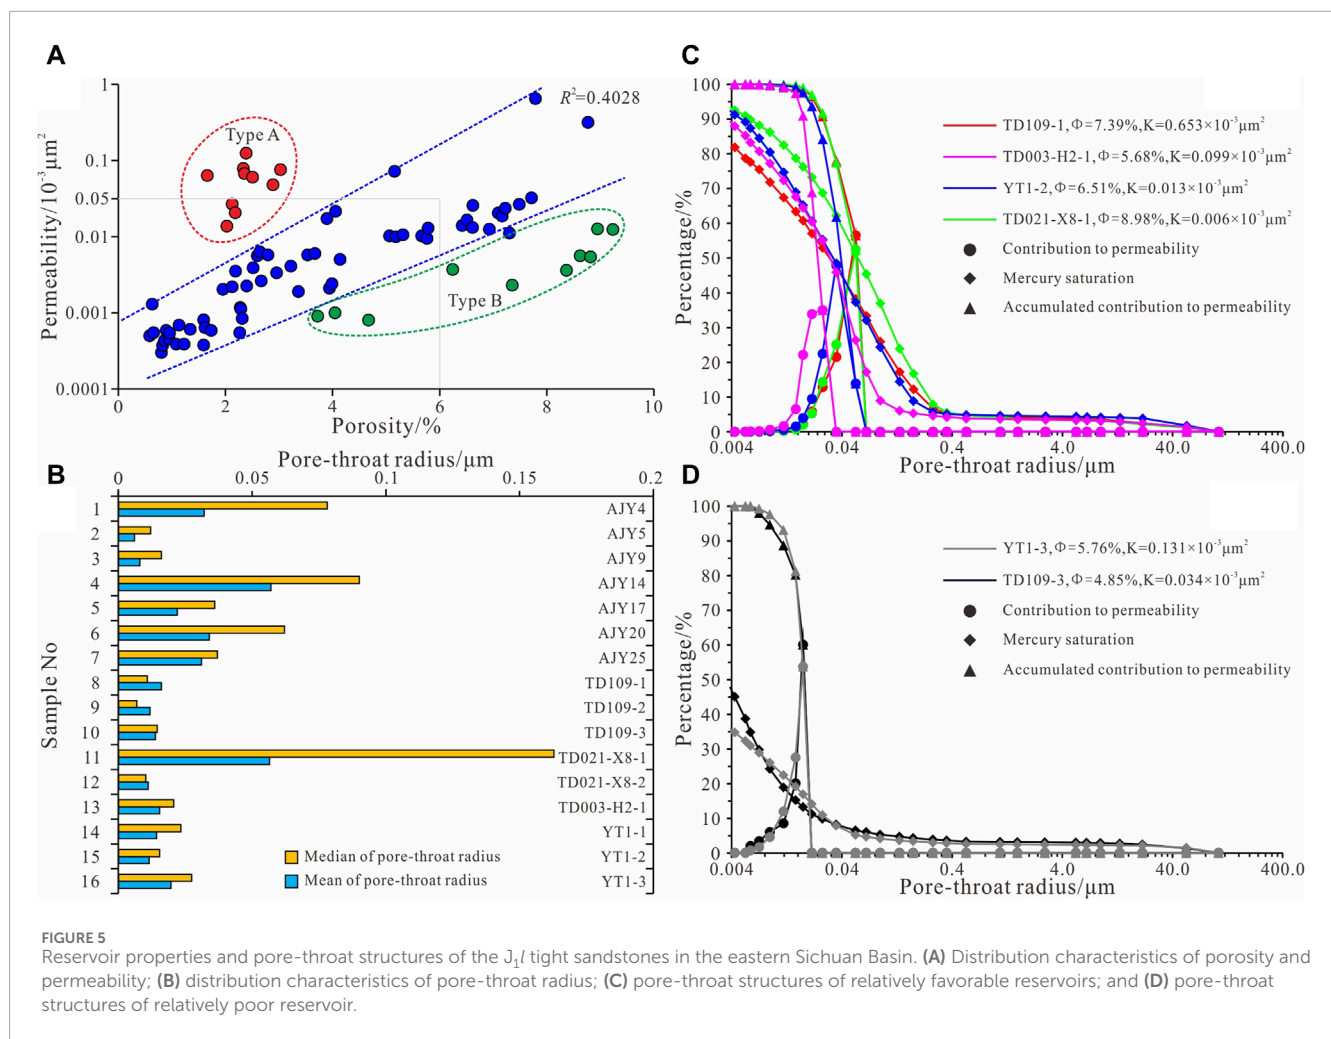 A
Permeability/10⁻³μm²
1
0.1
0.05
0.01
0.001
0.0001
Type A
R²=0.4028
Type B
0 2 4 6 8 10
Porosity/%
B
Pore-throat radius/μm
0 0.05 0.1 0.15 0.2
Sample No
1 AJY4
2 AJY5
3 AJY9
4 AJY14
5 AJY17
6 AJY20
7 AJY25
8 TD109-1
9 TD109-2
10 TD109-3
11 TD021-X8-1
12 TD021-X8-2
13 TD003-H2-1
14 YT1-1
15 YT1-2
16 YT1-3
Median of pore-throat radius
Mean of pore-throat radius
C
Percentage/%
100
90
80
70
60
50
40
30
20
10
0
TD109-1,Φ=7.39%,K=0.653×10⁻³μm²
TD003-H2-1,Φ=5.68%,K=0.099×10⁻³μm²
YT1-2,Φ=6.51%,K=0.013×10⁻³μm²
TD021-X8-1,Φ=8.98%,K=0.006×10⁻³μm²
Contribution to permeability
Mercury saturation
Accumulated contribution to permeability
0.004 0.04 0.4 4.0 40.0 400.0
Pore-throat radius/μm
D
Percentage/%
100
90
80
70
60
50
40
30
20
10
0
YT1-3,Φ=5.76%,K=0.131×10⁻³μm²
TD109-3,Φ=4.85%,K=0.034×10⁻³μm²
Contribution to permeability
Mercury saturation
Accumulated contribution to permeability
0.004 0.04 0.4 4.0 40.0 400.0
Pore-throat radius/μm
FIGURE 5
Reservoir properties and pore-throat structures of the J₁l tight sandstones in the eastern Sichuan Basin. (A) Distribution characteristics of porosity and
permeability; (B) distribution characteristics of pore-throat radius; (C) pore-throat structures of relatively favorable reservoirs; and (D) pore-throat
structures of relatively poor reservoir.